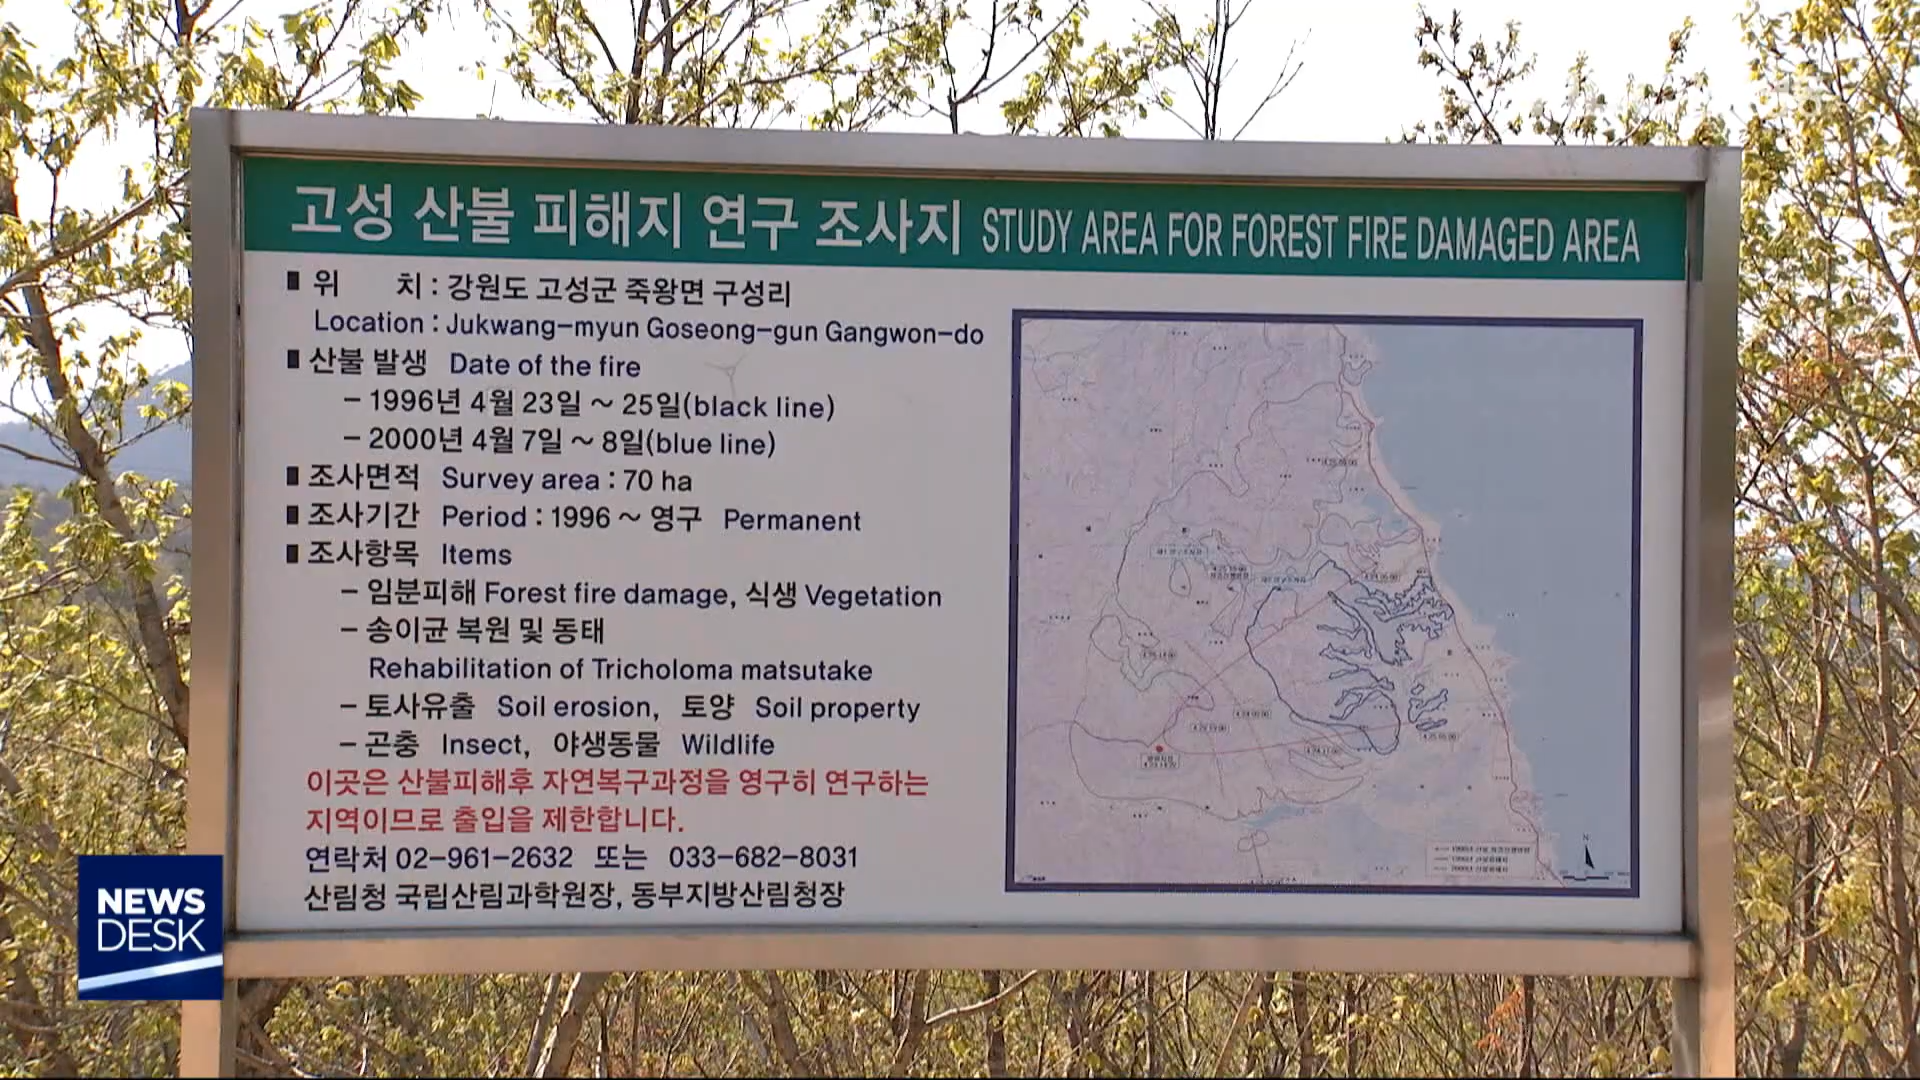 고성 산불 피해지 연구 조사지 STUDY AREA FOR FOREST FIRE DAMAGED AREA
위 치 : 강원도 고성군 죽왕면 구성리
Location : Jukwang-myun Goseong-gun Gangwon-do
산불 발생 Date of the fire
- 1996년 4월 23일 ~ 25일(black line)
- 2000년 4월 7일 ~ 8일(blue line)
조사면적 Survey area : 70 ha
조사기간 Period : 1996 ~ 영구 Permanent
조사항목 Items
- 임분피해 Forest fire damage, 식생 Vegetation
- 송이균 복원 및 동태
Rehabilitation of Tricholoma matsutake
- 토사유출 Soil erosion, 토양 Soil property
- 곤충 Insect, 야생동물 Wildlife
이곳은 산불피해후 자연복구과정을 영구히 연구하는
지역이므로 출입을 제한합니다.
연락처 02-961-2632 또는 033-682-8031
산림청 국립산림과학원장, 동부지방산림청장
N
NEWS
DESK